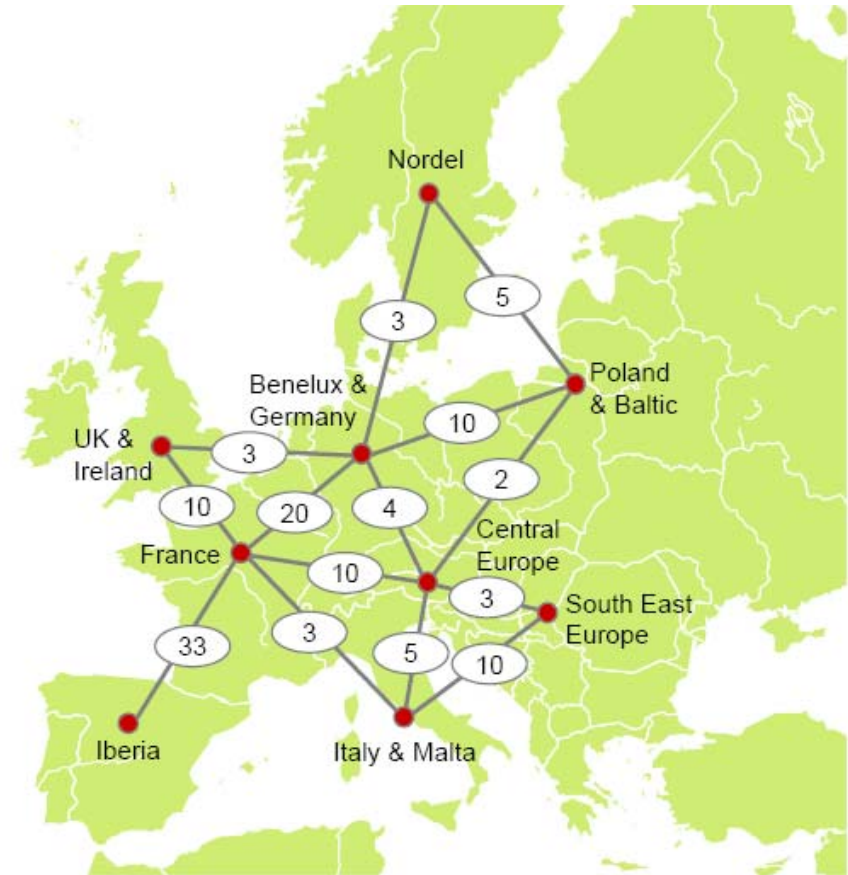 Nordel
5
3
Poland
& Baltic
Benelux &
Germany
10
UK &
Ireland
3
2
10
20
4
Central
Europe
France
10
3
South East
Europe
3
33
5
10
Iberia
Italy & Malta